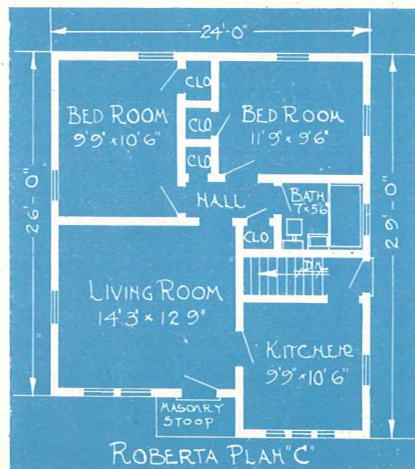 24'-0"
CLO
BED ROOM
9'9" × 10'6"
CLO
BED ROOM
11'9" × 9'6"
CLO
26'-0"
29'-0"
HALL
BATH
7' × 5'6"
CLO
DN
LIVING ROOM
14'3" × 12'9"
KITCHEN
9'9" × 10'6"
MASONRY
STOOP
ROBERTA PLAN "C"